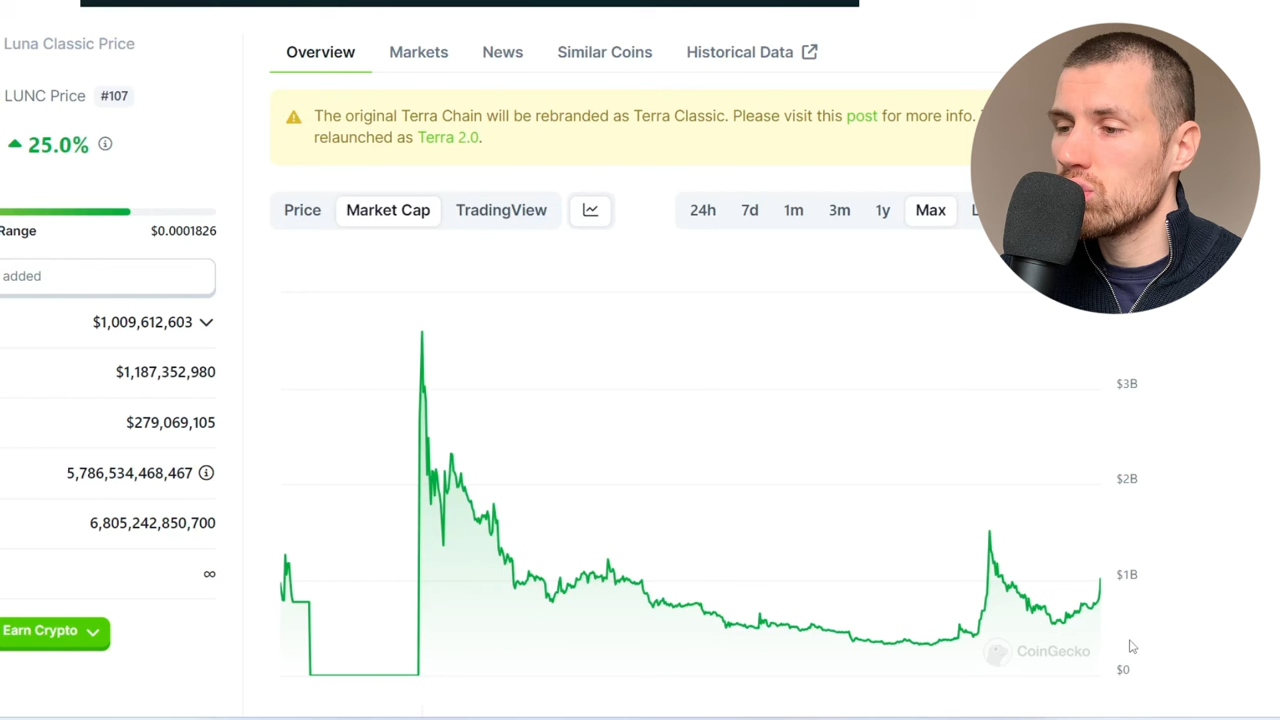 Luna Classic Price
LUNC Price #107
25.0%
Range $0.0001826
added
$1,009,612,603
$1,187,352,980
$279,069,105
5,786,534,468,467
6,805,242,850,700
∞
Earn Crypto
Overview Markets News Similar Coins Historical Data
The original Terra Chain will be rebranded as Terra Classic. Please visit this post for more info.
relaunched as Terra 2.0.
Price Market Cap TradingView 24h 7d 1m 3m 1y Max
$3B
$2B
$1B
$0
CoinGecko